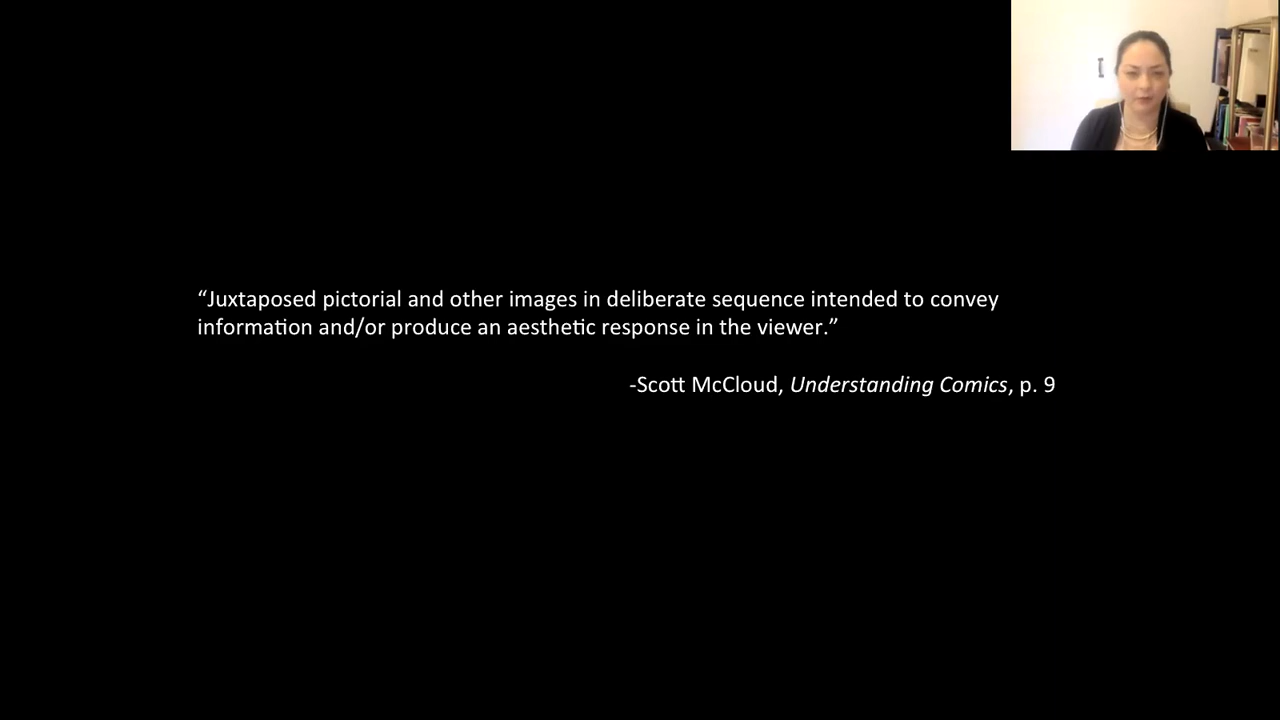 “Juxtaposed pictorial and other images in deliberate sequence intended to convey
information and/or produce an aesthetic response in the viewer.”
-Scott McCloud, Understanding Comics, p. 9